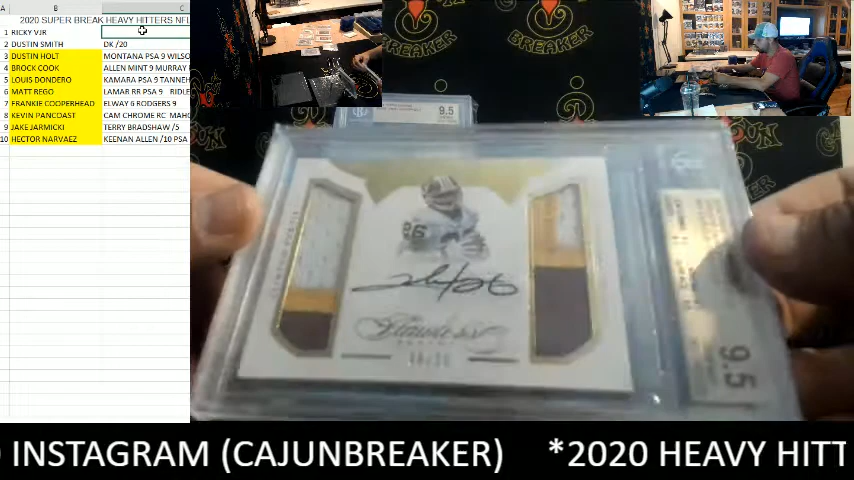 A B C
2020 SUPER BREAK HEAVY HITTERS NFL
1 RICKY VJR
2 DUSTIN SMITH DK /20
3 DUSTIN HOLT MONTANA PSA 9 WILSO
4 BROCK COOK ALLEN MINT 9 MURRAY
5 LOUIS DONDERO KAMARA PSA 9 TANNEH
6 MATT REGO LAMAR RR PSA 9 RIDLE
7 FRANKIE COOPERHEAD ELWAY 6 RODGERS 9
8 KEVIN PANCOAST CAM CHROME RC MAHO
9 JAKE JARMICKI TERRY BRADSHAW /5
10 HECTOR NARVAEZ KEENAN ALLEN /10 PSA
BREAKER
BREAKER
9.5
26
Flawless
9.5
INSTAGRAM (CAJUNBREAKER) *2020 HEAVY HITT